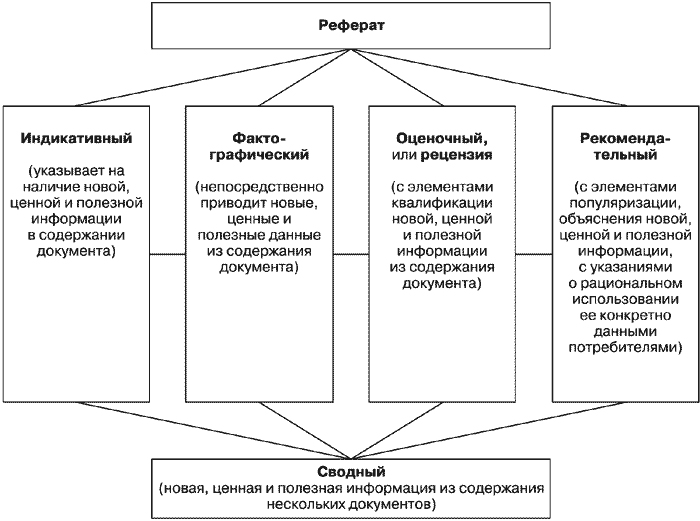 Реферат
Индикативный
(указывает на
наличие новой,
ценной и полезной
информации
в содержании
документа)
Факто-
графический
(непосредственно
приводит новые,
ценные и
полезные данные
из содержания
документа)
Оценочный,
или рецензия
(с элементами
квалификации
новой, ценной
и полезной
информации
из содержания
документа)
Рекоменда-
тельный
(с элементами
популяризации,
объяснения новой,
ценной и полезной
информации,
с указаниями
о рациональном
использовании
ее конкретно
данными
потребителями)
Сводный
(новая, ценная и полезная информация из содержания
нескольких документов)